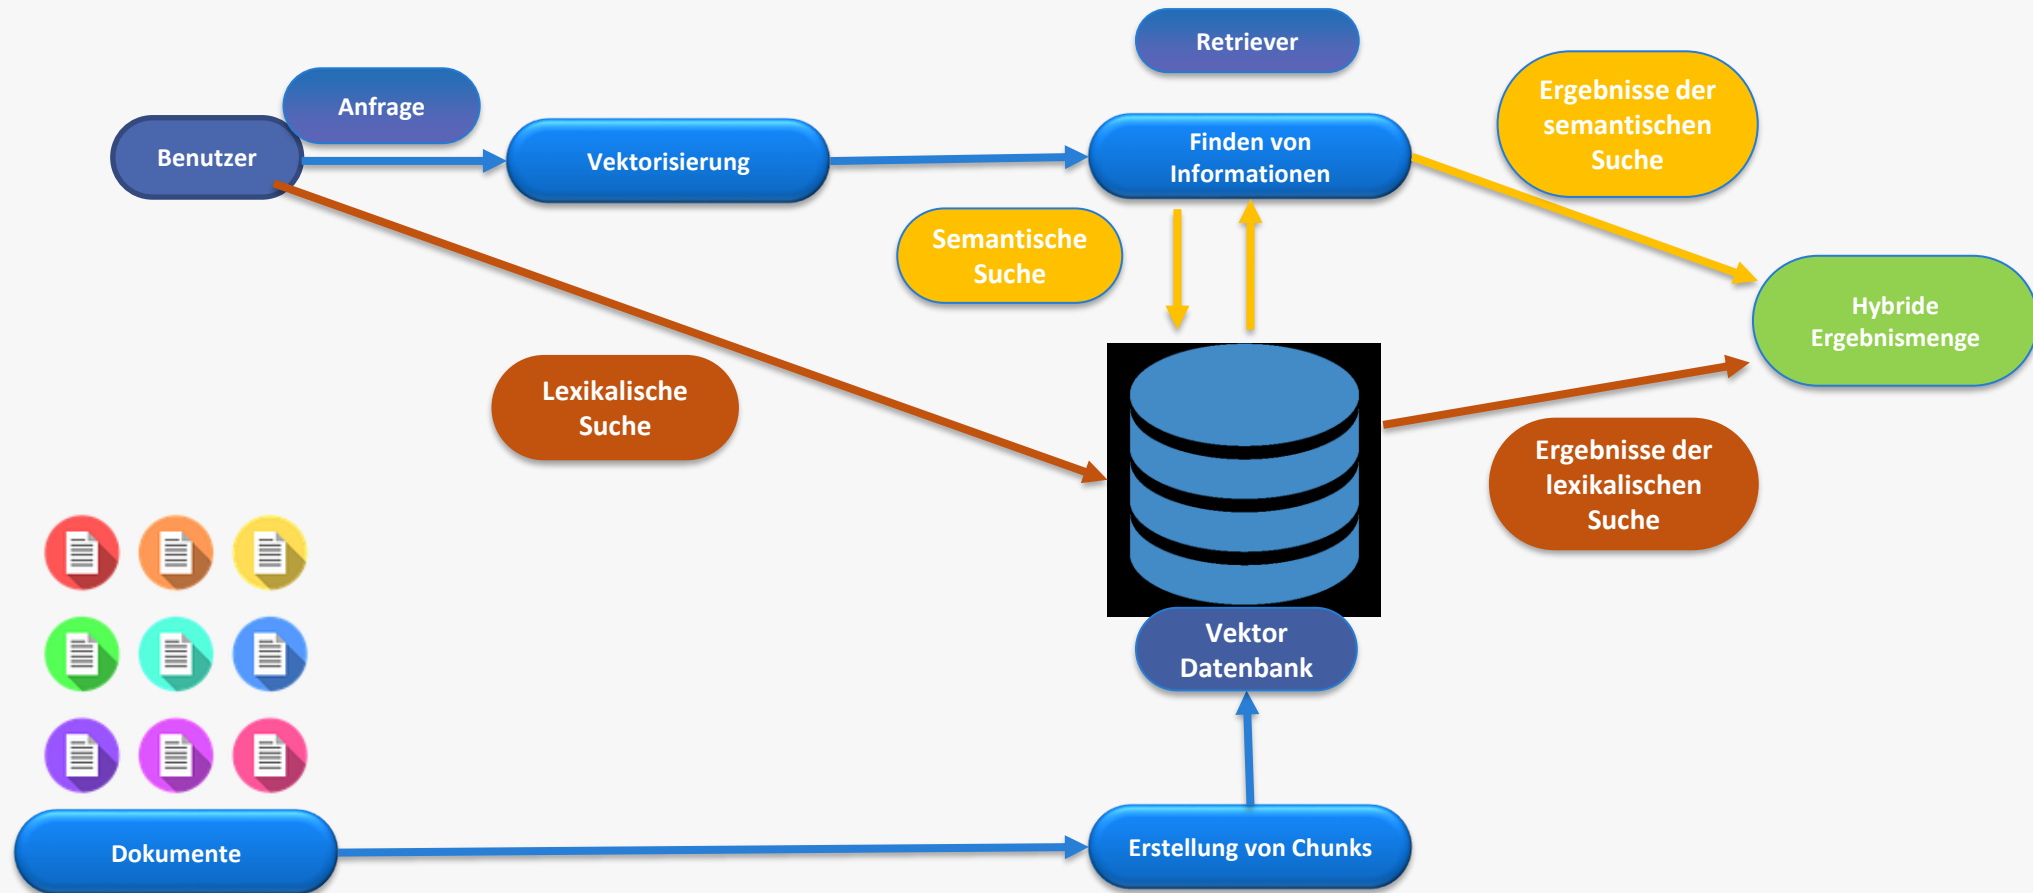 Retriever
Anfrage
Benutzer
Vektorisierung
Finden von
Informationen
Ergebnisse der
semantischen
Suche
Semantische
Suche
Hybride
Ergebnismenge
Lexikalische
Suche
Ergebnisse der
lexikalischen
Suche
Vektor
Datenbank
Dokumente
Erstellung von Chunks